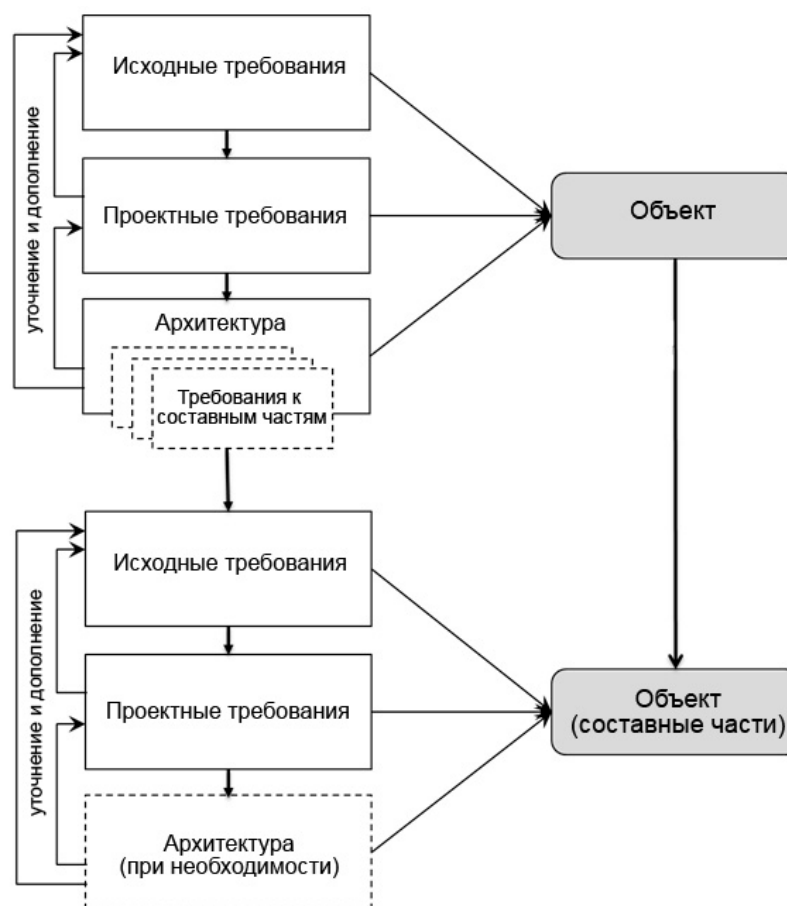 Исходные требования
уточнение и дополнение
Проектные требования
Объект
Архитектура
Требования к
составным частям
Исходные требования
уточнение и дополнение
Проектные требования
Объект
(составные части)
Архитектура
(при необходимости)